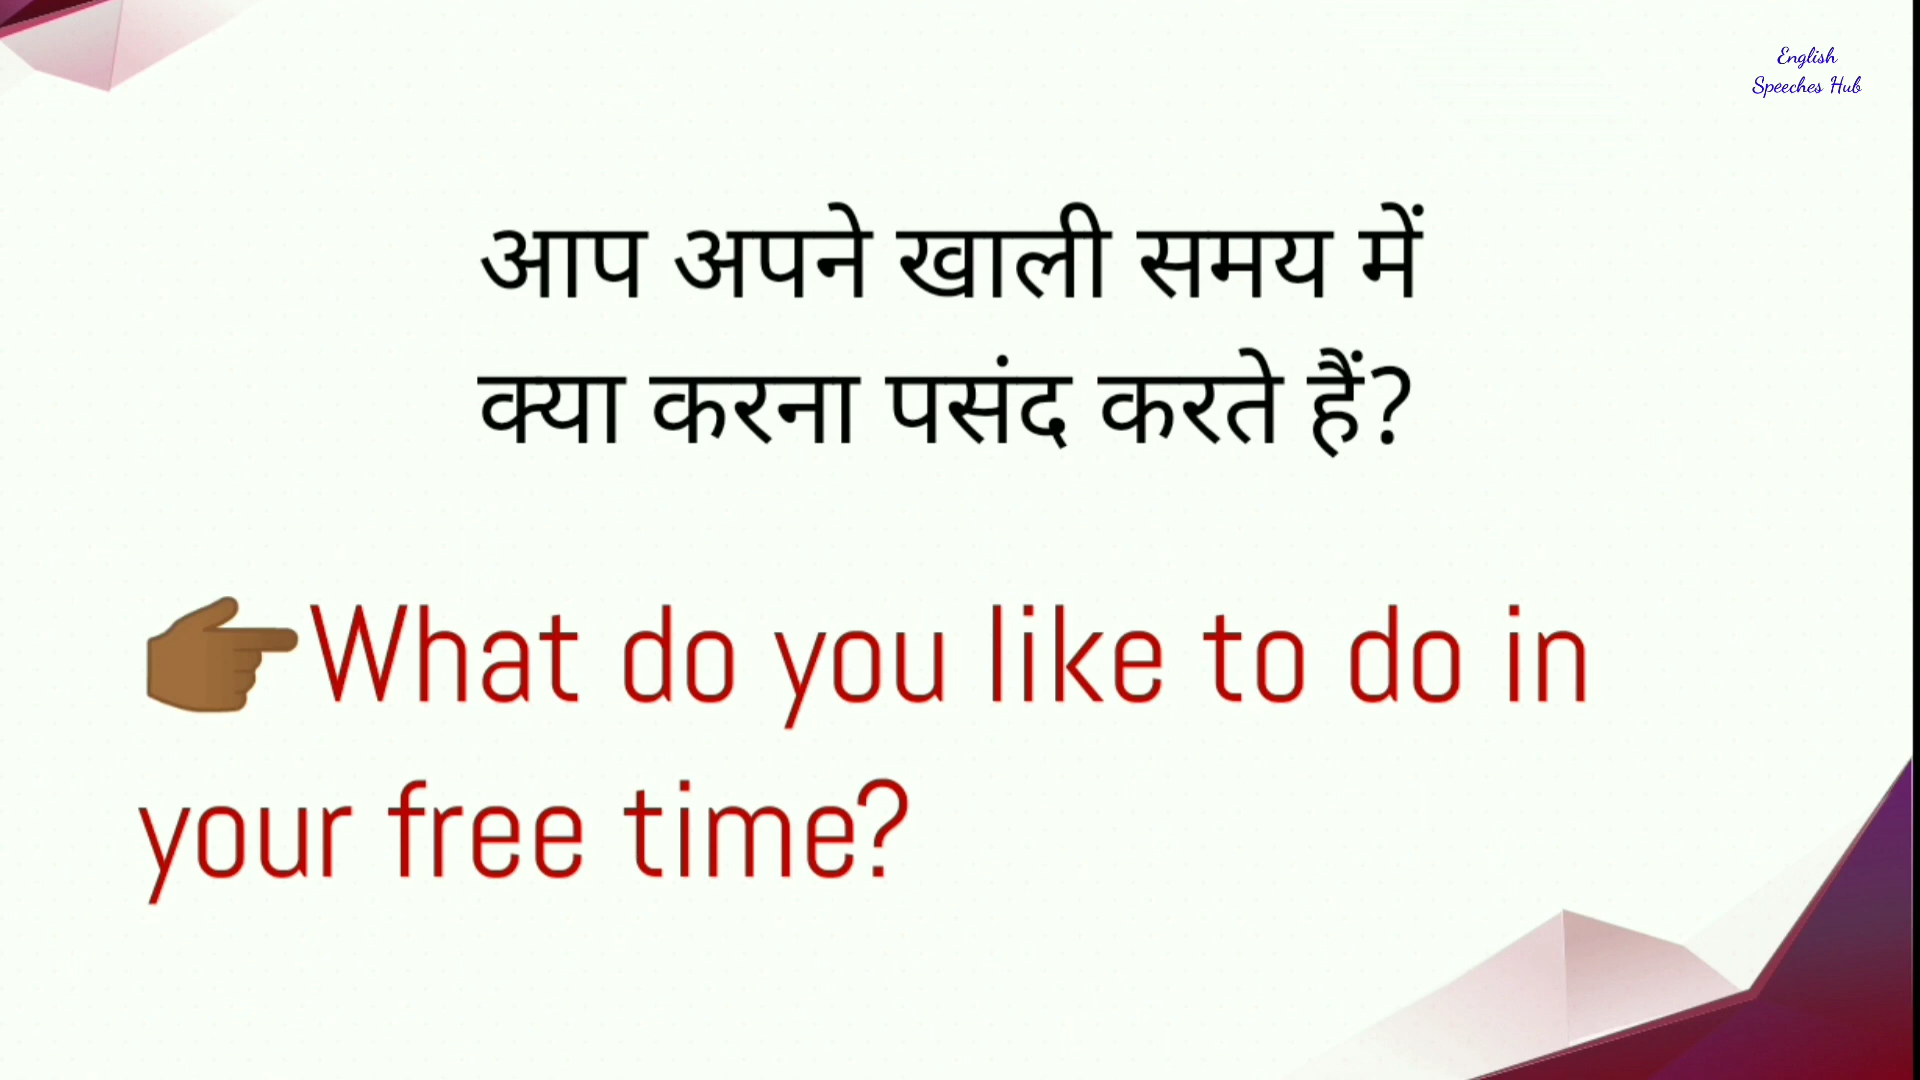 English
Speeches Hub
आप अपने खाली समय में
क्या करना पसंद करते हैं?
👉🏾What do you like to do in
your free time?